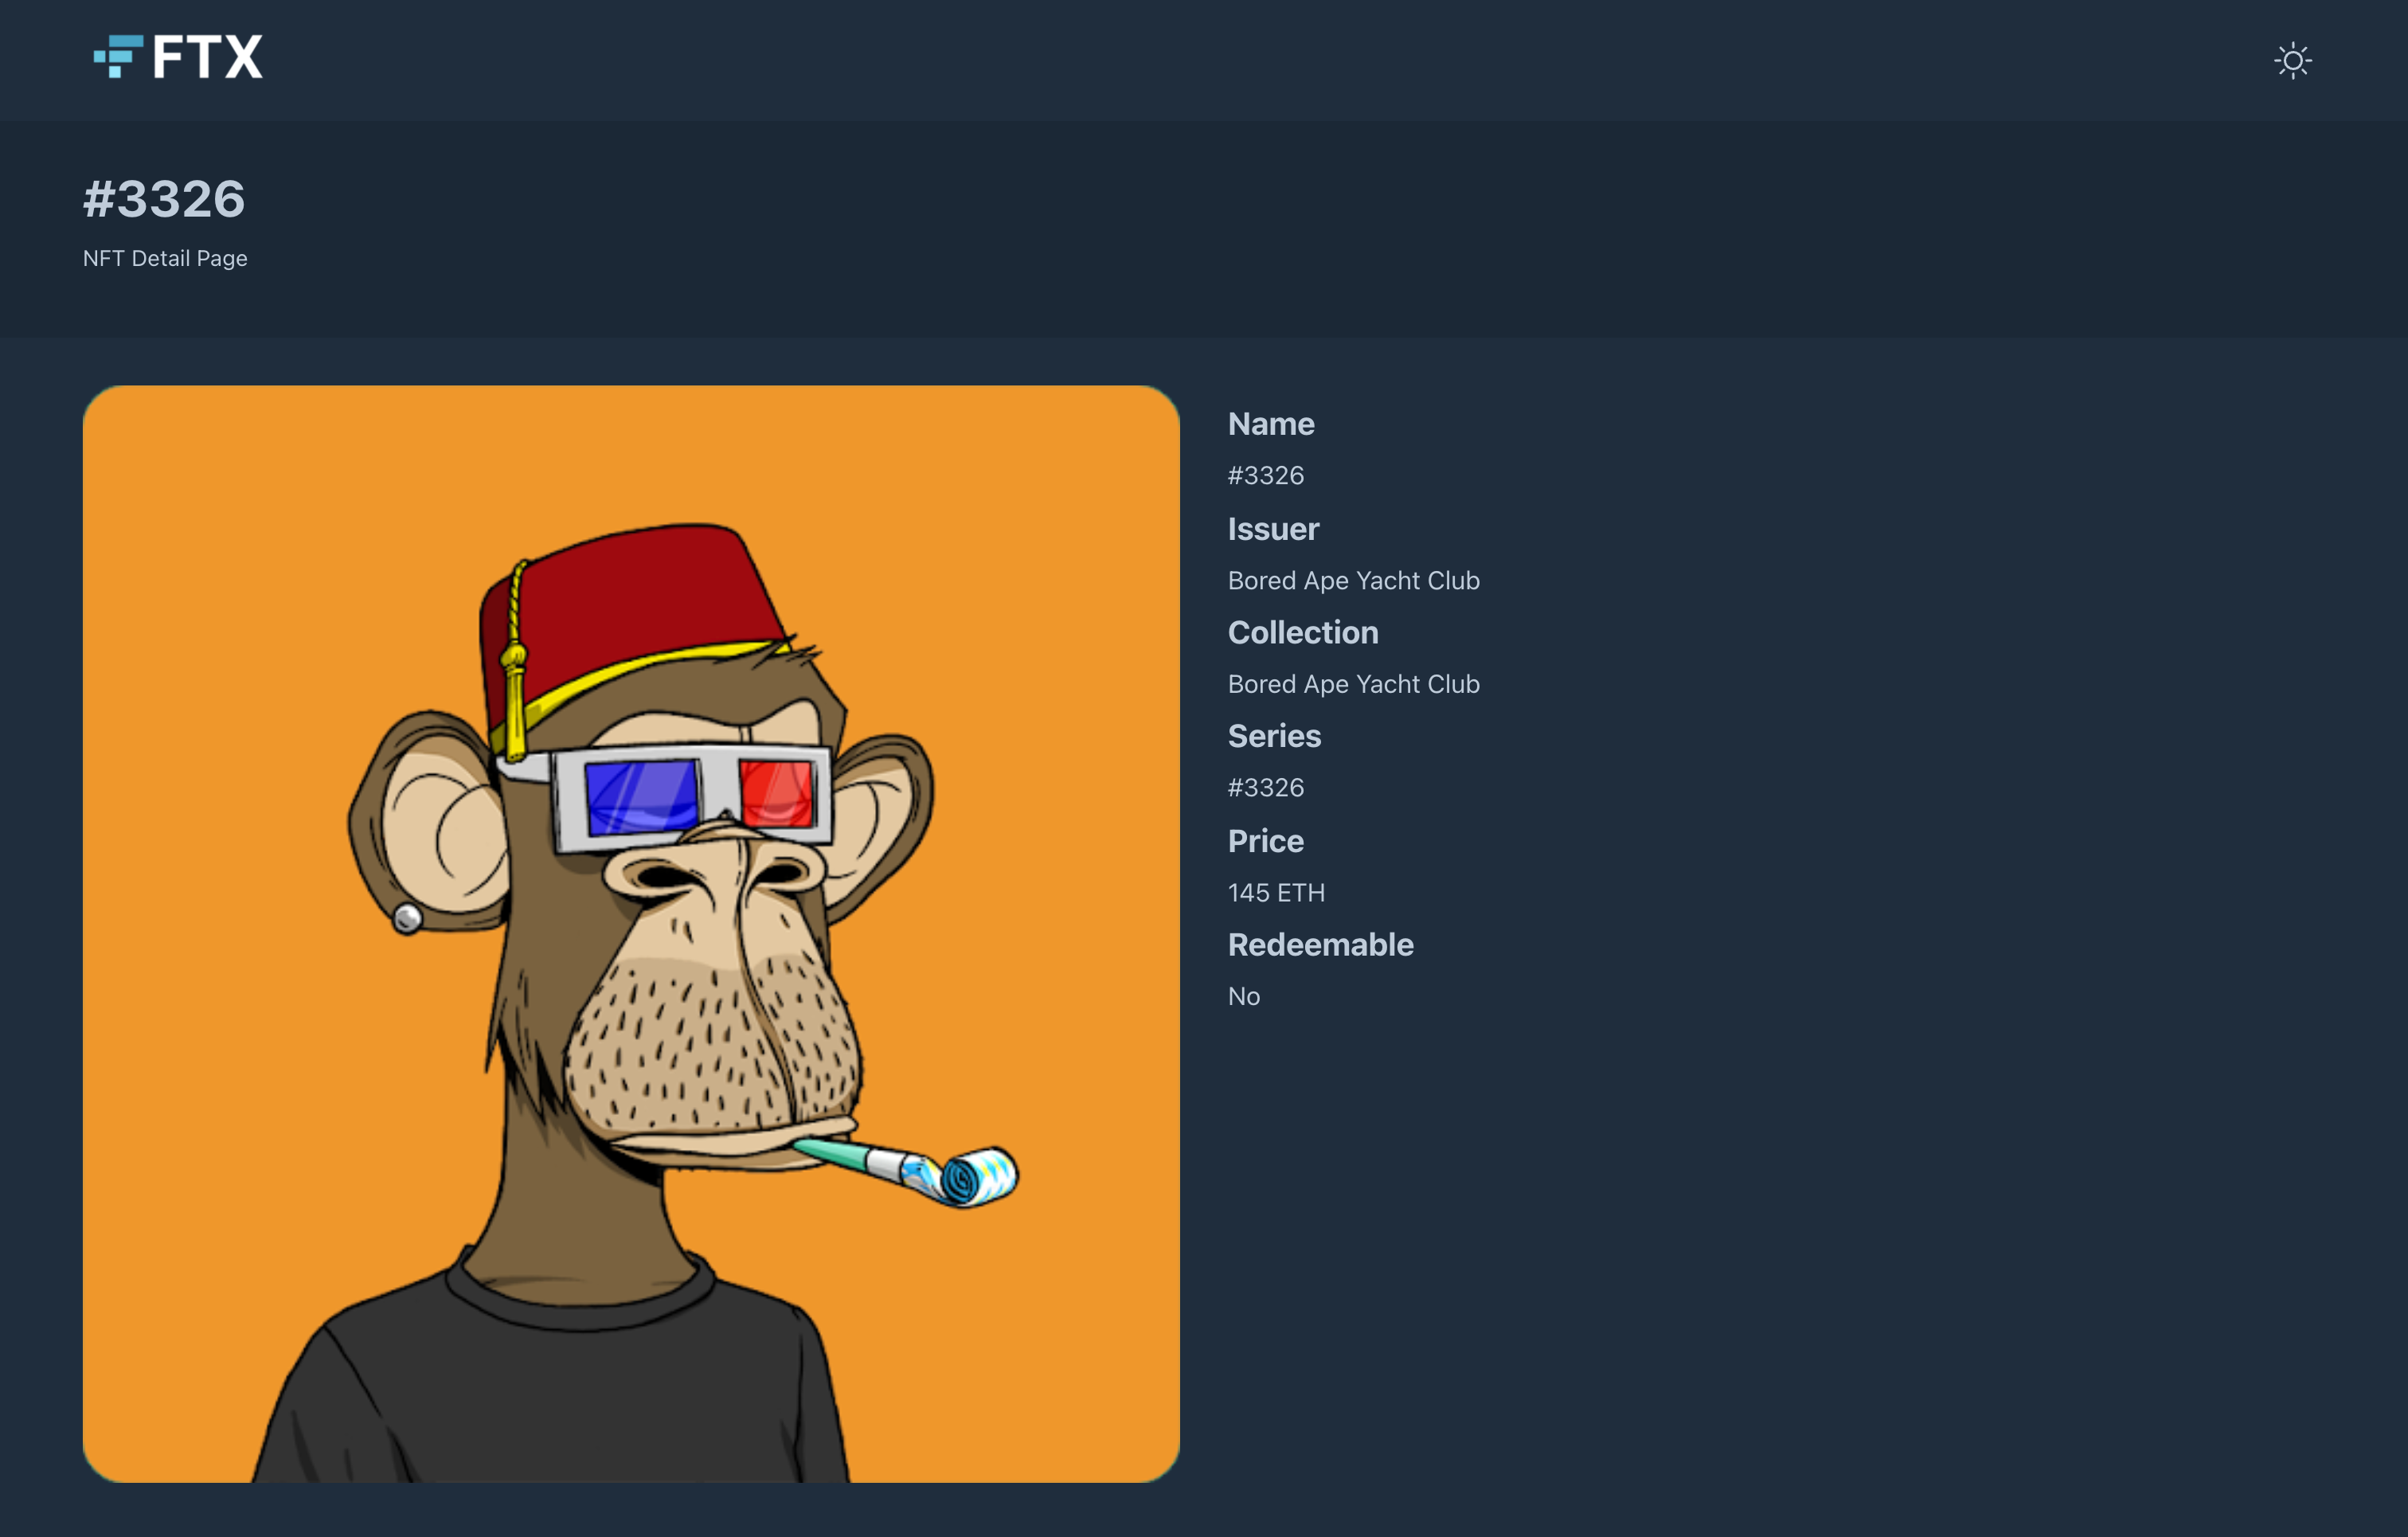 FTX
#3326
NFT Detail Page
Name
#3326
Issuer
Bored Ape Yacht Club
Collection
Bored Ape Yacht Club
Series
#3326
Price
145 ETH
Redeemable
No